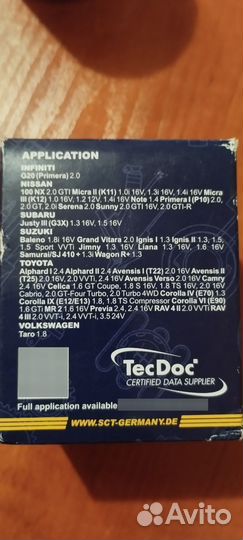 APPLICATION
INFINITI
G20 (Primera) 2.0
NISSAN
100 NX 2.0 GTI Micra II (K11) 1.0i 16V, 1.3i 16V, 1.4i 16V Micra
III (K12) 1.0 16V, 1.2 12V, 1.4i 16V Note 1.4 Primera I (P10) 2.0,
2.0 GT, 2.0i Serena 2.0 Sunny 2.0 GTI 16V, 2.0 GTI-R
SUBARU
Justy III (G3X) 1.3 16V, 1.5 16V
SUZUKI
Baleno 1.8i 16V Grand Vitara 2.0 Ignis I 1.3 Ignis II 1.3, 1.5,
1.5 Sport VVTi Jimny 1.3 16V Liana 1.3 16V, 1.6 16V
Samurai/SJ 410 + 1.3i Wagon R+ 1.3
TOYOTA
Alphard I 2.4 Alphard II 2.4 Avensis I (T22) 2.0 16V Avensis II
(T25) 2.0 16V, 2.0 VVTi, 2.4 16V Avensis Verso 2.0 16V Camry
2.4 16V Celica 1.6 GT Coupe, 1.8 S 16V, 1.8 TS 16V, 2.0 16V
Cabrio, 2.0 GT-Four Turbo, 2.0 Turbo 4WD Corolla IV (E70) 1.3
Corolla IX (E12/E13) 1.8, 1.8 TS Compressor Corolla VI (E90)
1.6 GTi MR 2 1.6 Previa 2.4, 2.4 16V RAV 4 II 2.0 VVTi RAV
4 III 2.0 VVT-i, 2.4 VVT-i, 3.5 24V
VOLKSWAGEN
Taro 1.8
TecDoc
CERTIFIED DATA SUPPLIER
Full application available
WWW.SCT-GERMANY.DE
Avito